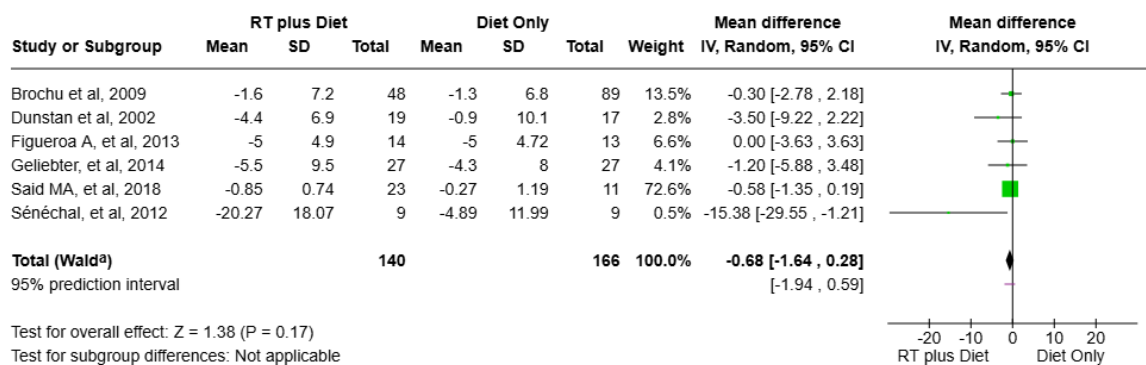 RT plus Diet Diet Only Mean difference Mean difference
Study or Subgroup Mean SD Total Mean SD Total Weight IV, Random, 95% CI IV, Random, 95% CI
Brochu et al, 2009 -1.6 7.2 48 -1.3 6.8 89 13.5% -0.30 [-2.78 , 2.18]
Dunstan et al, 2002 -4.4 6.9 19 -0.9 10.1 17 2.8% -3.50 [-9.22 , 2.22]
Figueroa A, et al, 2013 -5 4.9 14 -5 4.72 13 6.6% 0.00 [-3.63 , 3.63]
Geliebter, et al, 2014 -5.5 9.5 27 -4.3 8 27 4.1% -1.20 [-5.88 , 3.48]
Said MA, et al, 2018 -0.85 0.74 23 -0.27 1.19 11 72.6% -0.58 [-1.35 , 0.19]
Sénéchal, et al, 2012 -20.27 18.07 9 -4.89 11.99 9 0.5% -15.38 [-29.55 , -1.21]
Total (Waldª) 140 166 100.0% -0.68 [-1.64 , 0.28]
95% prediction interval [-1.94 , 0.59]
Test for overall effect: Z = 1.38 (P = 0.17)
Test for subgroup differences: Not applicable
-20 -10 0 10 20
RT plus Diet Diet Only